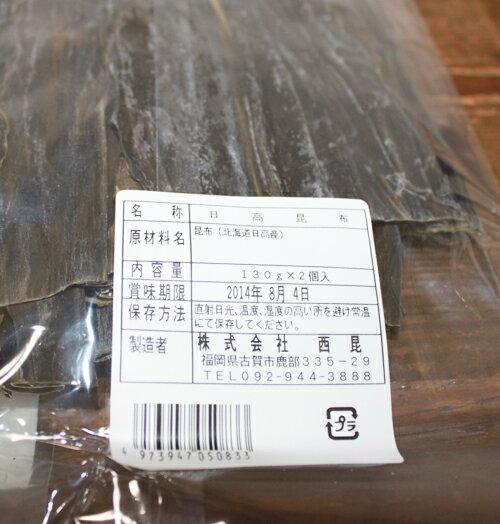 名称 日高昆布
原材料名 昆布(北海道日高産)
内容量 130g×2個入
賞味期限 2014年 8月 4日
保存方法 直射日光、温度、湿度の高い所を避け常温
にて保存してください。
製造者 株式会社 西昆
福岡県古賀市鹿部335-29
TEL092-944-3888
4 973947 050833
プラ